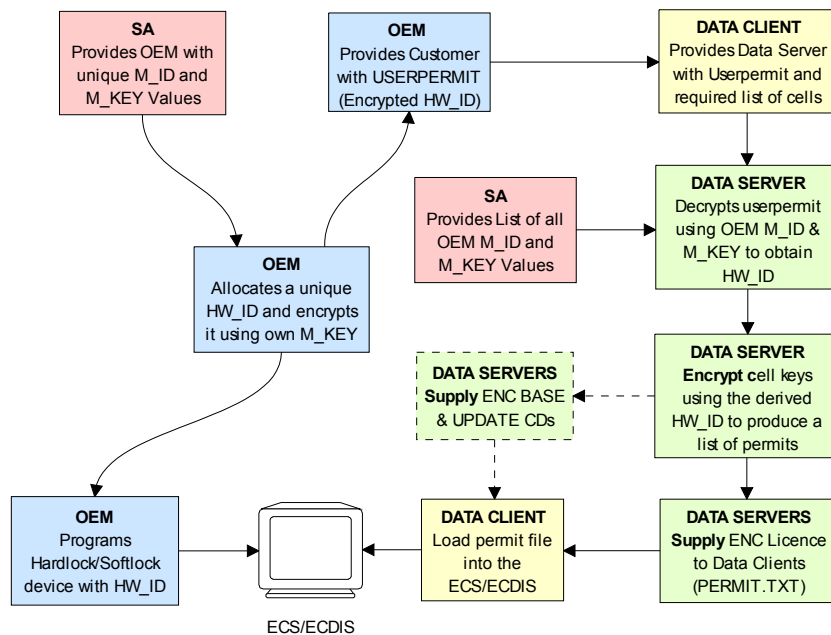 SA
Provides OEM with
unique M_ID and
M_KEY Values
OEM
Provides Customer
with USERPERMIT
(Encrypted HW_ID)
DATA CLIENT
Provides Data Server
with Userpermit and
required list of cells
SA
Provides List of all
OEM M_ID and
M_KEY Values
DATA SERVER
Decrypts userpermit
using OEM M_ID &
M_KEY to obtain
HW_ID
OEM
Allocates a unique
HW_ID and encrypts
it using own M_KEY
DATA SERVERS
Supply ENC BASE
& UPDATE CDs
DATA SERVER
Encrypt cell keys
using the derived
HW_ID to produce a
list of permits
OEM
Programs
Hardlock/Softlock
device with HW_ID
DATA CLIENT
Load permit file
into the
ECS/ECDIS
DATA SERVERS
Supply ENC Licence
to Data Clients
(PERMIT.TXT)
ECS/ECDIS